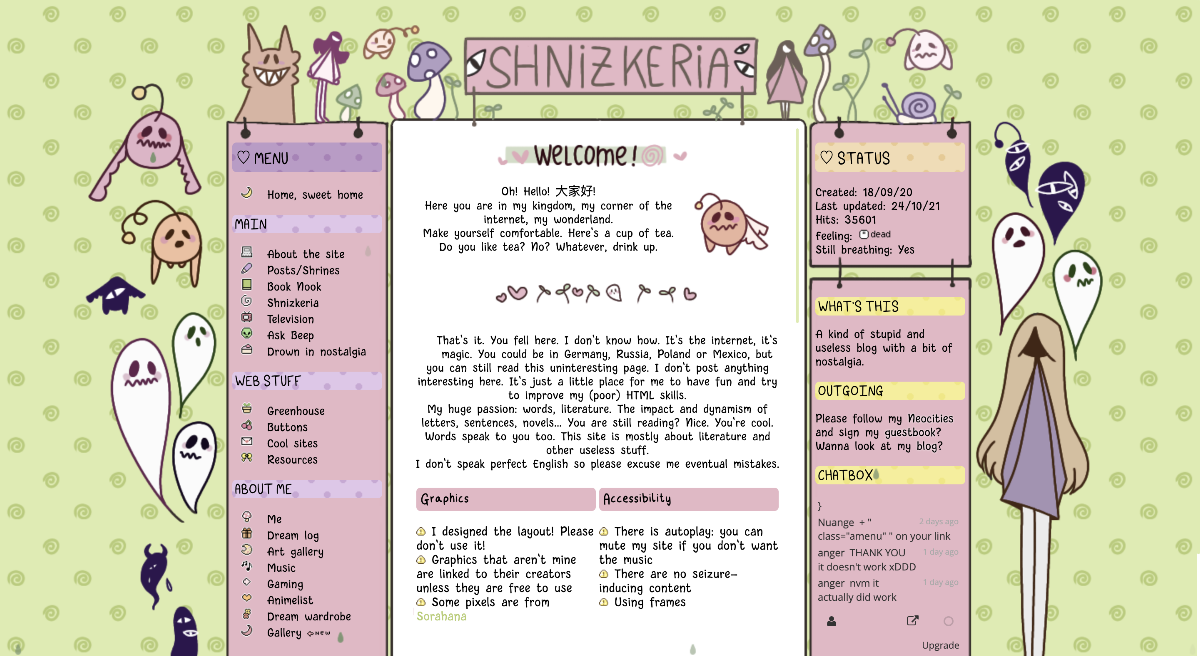 SHNiZKERiA
♡ MENU
Home, sweet home
MAIN
About the site
Posts/Shrines
Book Nook
Shnizkeria
Television
Ask Beep
Drown in nostalgia
WEB STUFF
Greenhouse
Buttons
Cool sites
Resources
ABOUT ME
Me
Dream log
Art gallery
Music
Gaming
Animelist
Dream wardrobe
Gallery ⇦NEW
Welcome!
Oh! Hello! 大家好!
Here you are in my kingdom, my corner of the
internet, my wonderland.
Make yourself comfortable. Here's a cup of tea.
Do you like tea? No? Whatever, drink up.
That's it. You fell here. I don't know how. It's the internet, it's
magic. You could be in Germany, Russia, Poland or Mexico, but
you can still read this uninteresting page. I don't post anything
interesting here. It's just a little place for me to have fun and try
to improve my (poor) HTML skills.
My huge passion: words, literature. The impact and dynamism of
letters, sentences, novels... You are still reading? Nice. You're cool.
Words speak to you too. This site is mostly about literature and
other useless stuff.
I don't speak perfect English so please excuse me eventual mistakes.
Graphics
I designed the layout! Please
don't use it!
Graphics that aren't mine
are linked to their creators
unless they are free to use
Some pixels are from
Sorahana
Accessibility
There is autoplay: you can
mute my site if you don't want
the music
There are no seizure-
inducing content
Using frames
♡ STATUS
Created: 18/09/20
Last updated: 24/10/21
Hits: 35601
feeling: dead
Still breathing: Yes
WHAT'S THIS
A kind of stupid and
useless blog with a bit of
nostalgia.
OUTGOING
Please follow my Neocities
and sign my guestbook?
Wanna look at my blog?
CHATBOX
}
Nuange + " 2 days ago
class="amenu" " on your link
anger THANK YOU 1 day ago
it doesn't work xDDD
anger nvm it 1 day ago
actually did work
Upgrade